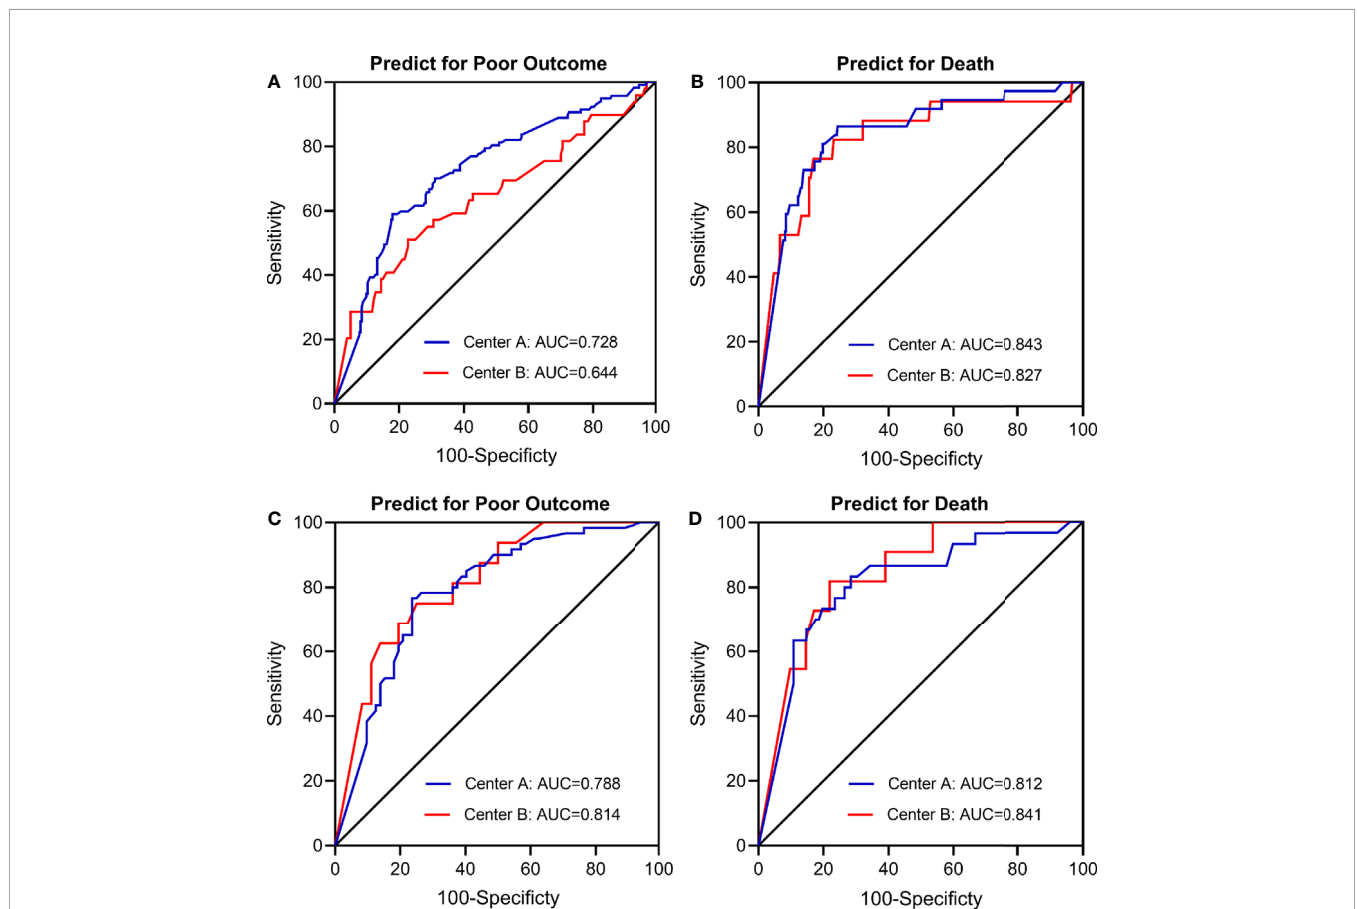 A
Predict for Poor Outcome
100
80
60
40
20
0
Sensitivity
Center A: AUC=0.728
Center B: AUC=0.644
0 20 40 60 80 100
100-Specificty
B
Predict for Death
100
80
60
40
20
0
Sensitivity
Center A: AUC=0.843
Center B: AUC=0.827
0 20 40 60 80 100
100-Specificty
C
Predict for Poor Outcome
100
80
60
40
20
0
Sensitivity
Center A: AUC=0.788
Center B: AUC=0.814
0 20 40 60 80 100
100-Specificty
D
Predict for Death
100
80
60
40
20
0
Sensitivity
Center A: AUC=0.812
Center B: AUC=0.841
0 20 40 60 80 100
100-Specificty